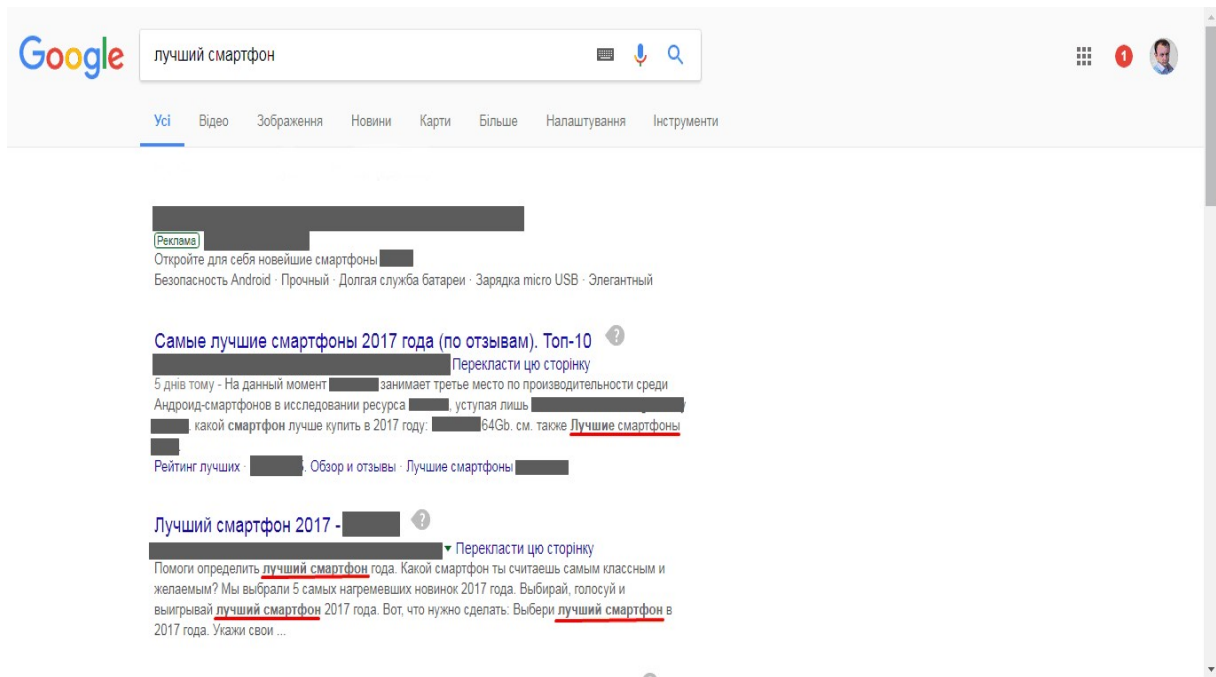 Google
лучший смартфон
1
Усі Відео Зображення Новини Карти Більше Налаштування Інструменти
Реклама
Откройте для себя новейшие смартфоны
Безопасность Android · Прочный · Долгая служба батареи · Зарядка micro USB · Элегантный
Самые лучшие смартфоны 2017 года (по отзывам). Топ-10 ?
Перекласти цю сторінку
5 днів тому - На данный момент занимает третье место по производительности среди
Андроид-смартфонов в исследовании ресурса , уступая лишь
, какой смартфон лучше купить в 2017 году: 64Gb. см. также Лучшие смартфоны
Рейтинг лучших · . Обзор и отзывы · Лучшие смартфоны
Лучший смартфон 2017 - ?
Перекласти цю сторінку
Помоги определить лучший смартфон года. Какой смартфон ты считаешь самым классным и
желаемым? Мы выбрали 5 самых нагремевших новинок 2017 года. Выбирай, голосуй и
выигрывай лучший смартфон 2017 года. Вот, что нужно сделать: Выбери лучший смартфон в
2017 года. Укажи свои ...